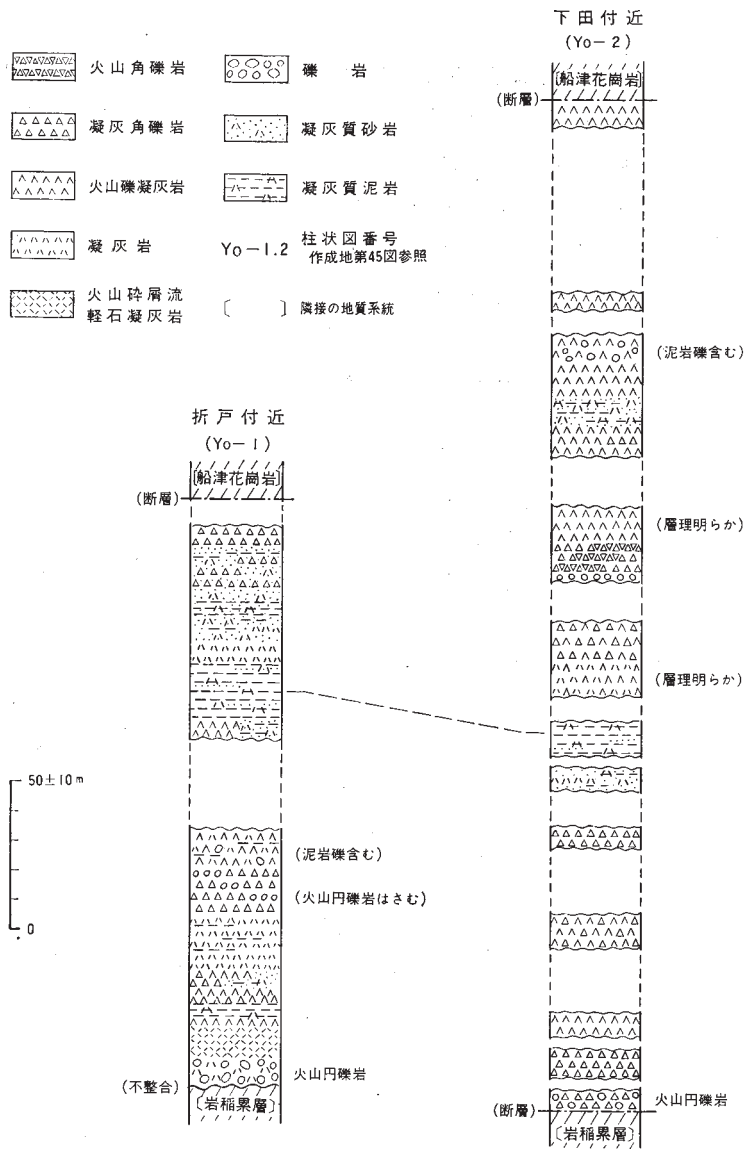 火山角礫岩
礫岩
凝灰角礫岩
凝灰質砂岩
火山礫凝灰岩
凝灰質泥岩
凝灰岩
Yo-1.2
柱状図番号
作成地第45図参照
火山砕屑流
軽石凝灰岩
〔 〕
隣接の地質系統
折戸付近
(Yo-1)
〔船津花崗岩〕
(断層)
50±10m
0
(泥岩礫含む)
(火山円礫岩はさむ)
火山円礫岩
(不整合)
〔岩稲累層〕
下田付近
(Yo-2)
〔船津花崗岩〕
(断層)
(泥岩礫含む)
(層理明らか)
(層理明らか)
火山円礫岩
(断層)
〔岩稲累層〕